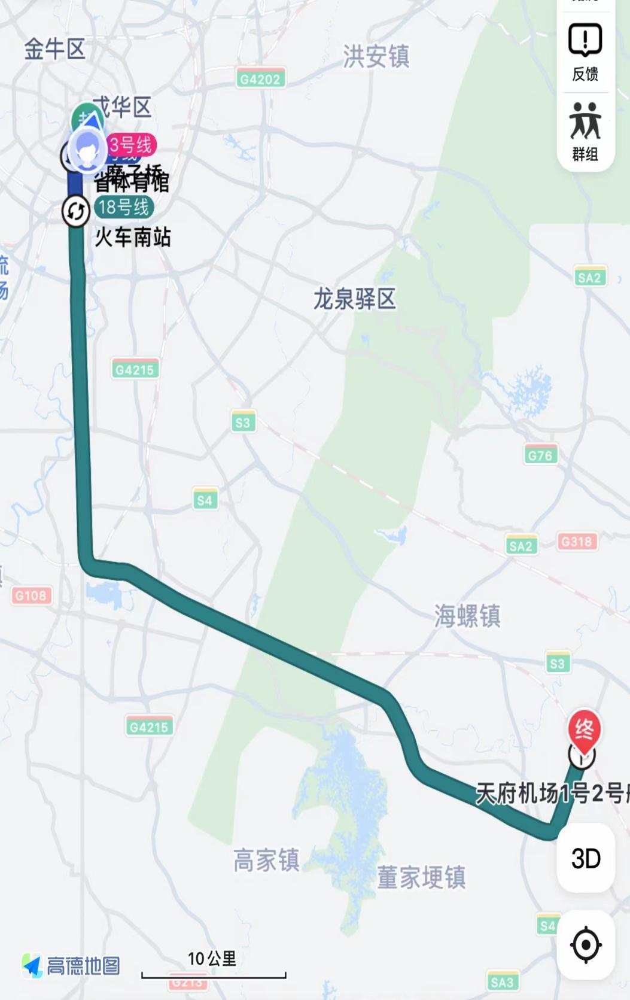 金牛区
洪安镇
G4202
反馈
成华区
3号线
群组
磨子桥
省体育馆
18号线
火车南站
龙泉驿区
SA2
G4215
S3
G76
S4
SA2
G318
G108
海螺镇
S3
G4215
终
天府机场1号2号
3D
高家镇
董家埂镇
S4
10公里
高德地图
G213
SA3